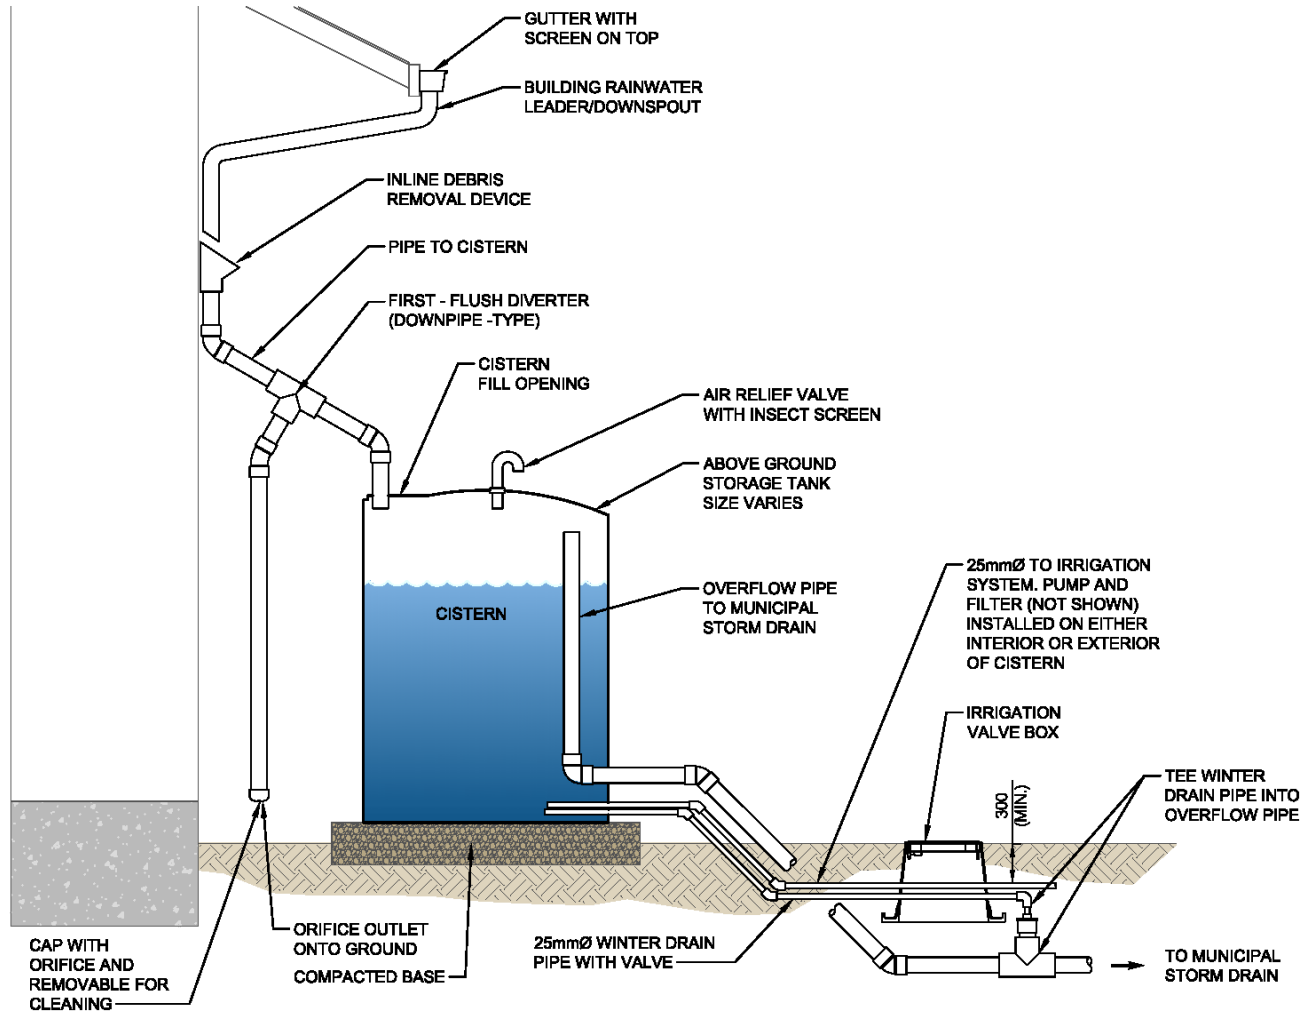 GUTTER WITH
SCREEN ON TOP
BUILDING RAINWATER
LEADER/DOWNSPOUT
INLINE DEBRIS
REMOVAL DEVICE
PIPE TO CISTERN
FIRST - FLUSH DIVERTER
(DOWNPIPE -TYPE)
CISTERN
FILL OPENING
AIR RELIEF VALVE
WITH INSECT SCREEN
ABOVE GROUND
STORAGE TANK
SIZE VARIES
25mmØ TO IRRIGATION
SYSTEM. PUMP AND
FILTER (NOT SHOWN)
INSTALLED ON EITHER
INTERIOR OR EXTERIOR
OF CISTERN
OVERFLOW PIPE
TO MUNICIPAL
STORM DRAIN
CISTERN
IRRIGATION
VALVE BOX
TEE WINTER
DRAIN PIPE INTO
OVERFLOW PIPE
300
(MIN.)
ORIFICE OUTLET
ONTO GROUND
COMPACTED BASE
25mmØ WINTER DRAIN
PIPE WITH VALVE
CAP WITH
ORIFICE AND
REMOVABLE FOR
CLEANING
TO MUNICIPAL
STORM DRAIN